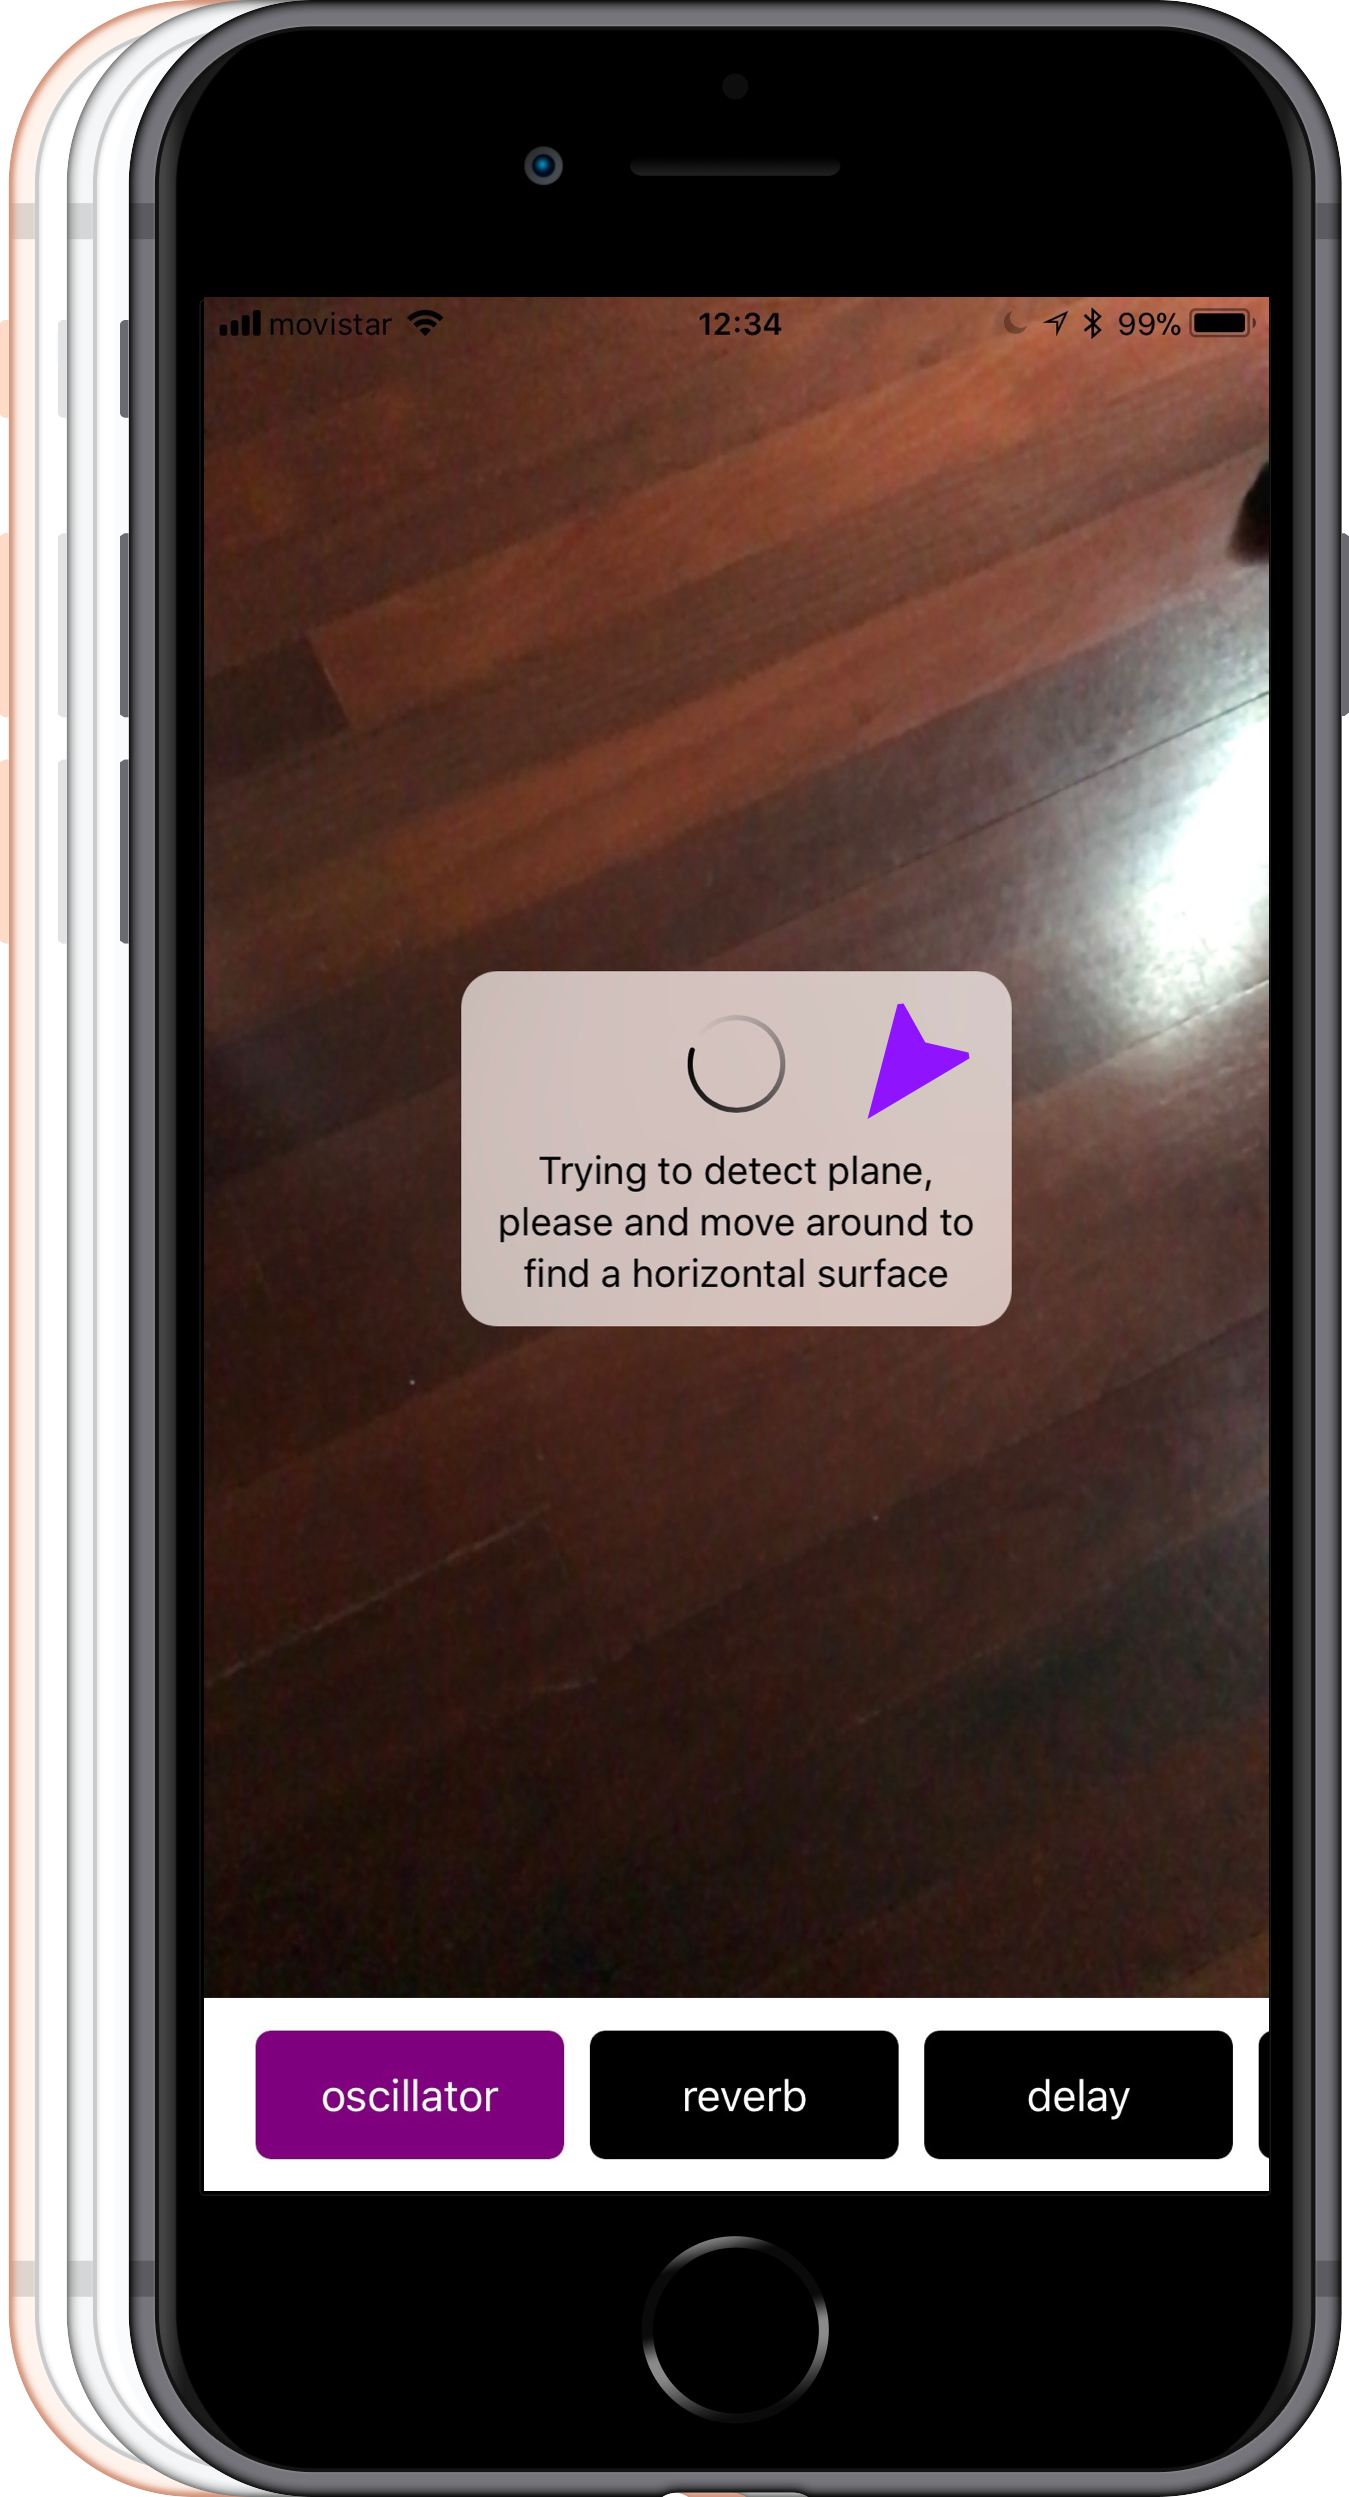 movistar 12:34 99%
Trying to detect plane,
please and move around to
find a horizontal surface
oscillator reverb delay